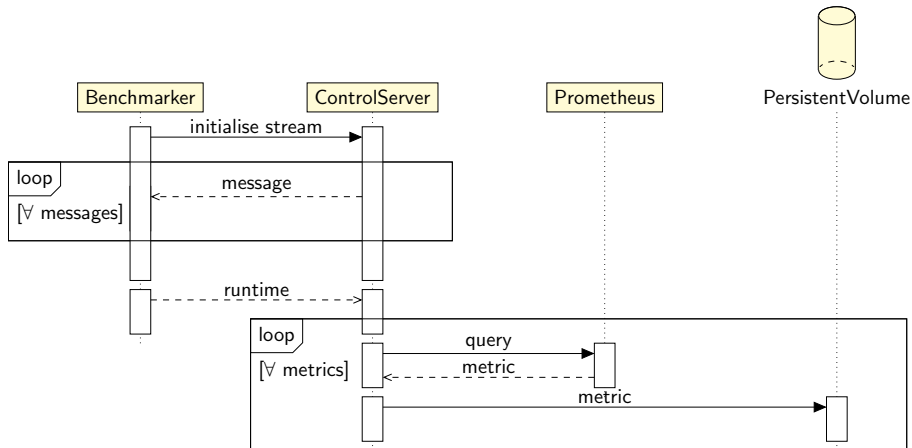 Benchmarker
ControlServer
Prometheus
PersistentVolume
initialise stream
loop
message
[∀ messages]
runtime
loop
query
[∀ metrics]
metric
metric